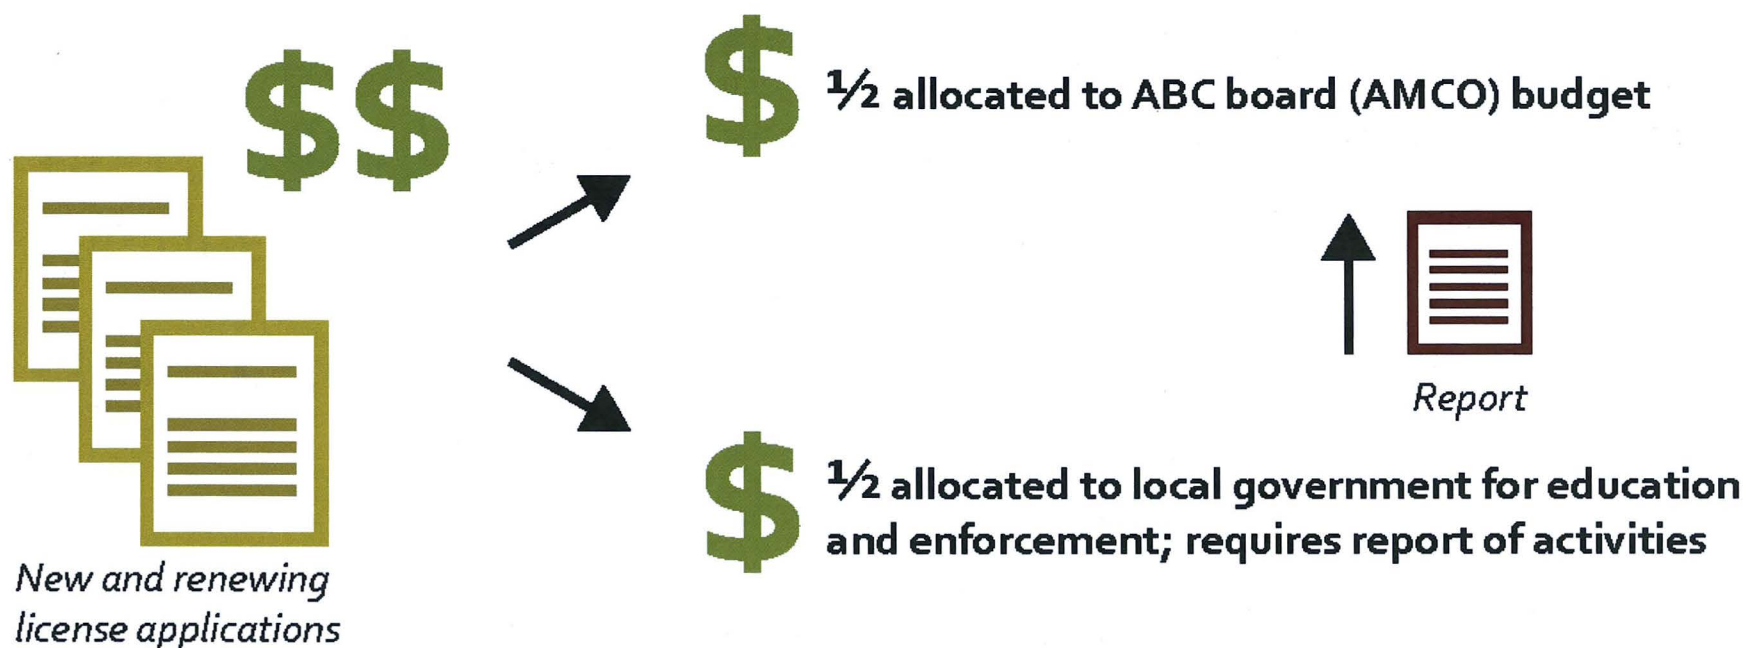 $$
$ ½ allocated to ABC board (AMCO) budget
Report
$ ½ allocated to local government for education
and enforcement; requires report of activities
New and renewing
license applications